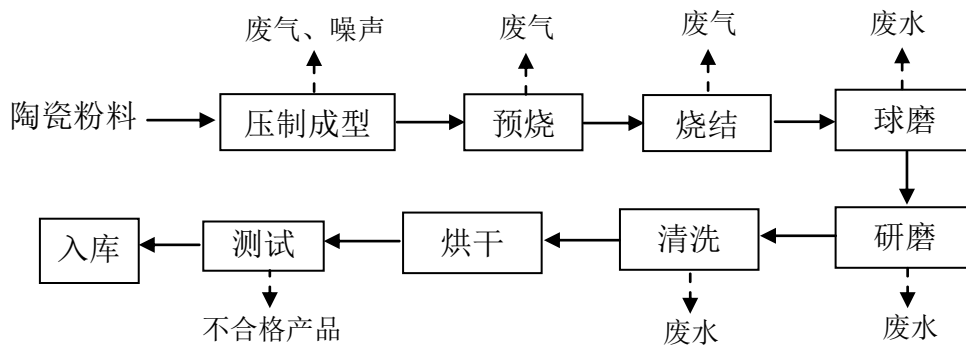 废气、噪声
废气
废气
废水
陶瓷粉料
压制成型
预烧
烧结
球磨
入库
测试
烘干
清洗
研磨
不合格产品
废水
废水